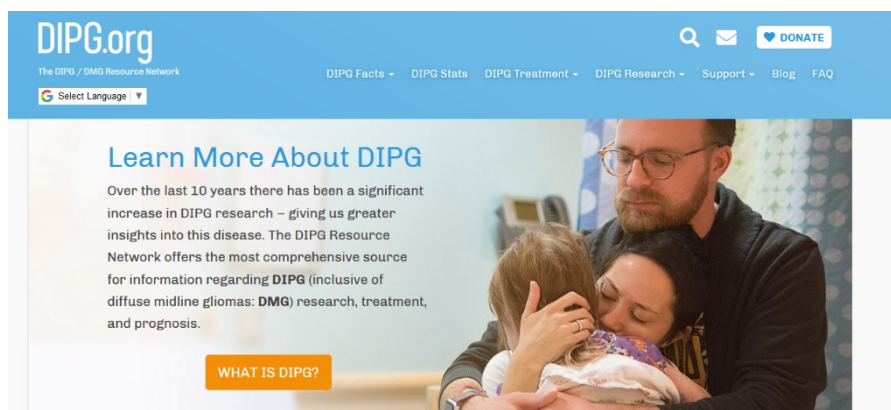 DIPG.org
The DIPG / DMG Resource Network
Select Language ▼
DONATE
DIPG Facts
DIPG Stats
DIPG Treatment
DIPG Research
Support
Blog
FAQ
Learn More About DIPG
Over the last 10 years there has been a significant
increase in DIPG research – giving us greater
insights into this disease. The DIPG Resource
Network offers the most comprehensive source
for information regarding DIPG (inclusive of
diffuse midline gliomas: DMG) research, treatment,
and prognosis.
WHAT IS DIPG?